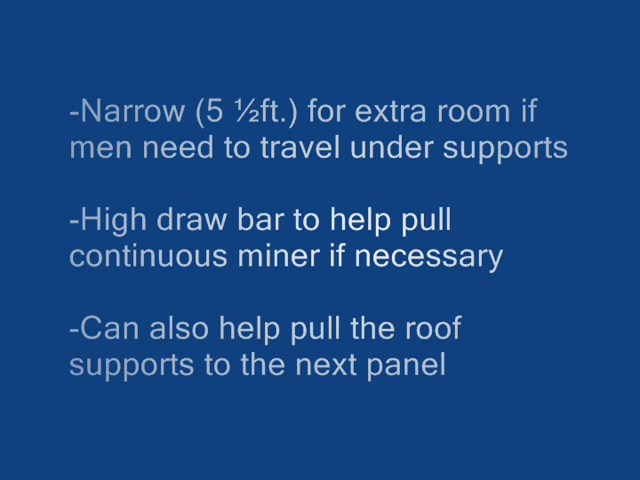 -Narrow (5 ½ft.) for extra room if
men need to travel under supports
-High draw bar to help pull
continuous miner if necessary
-Can also help pull the roof
supports to the next panel